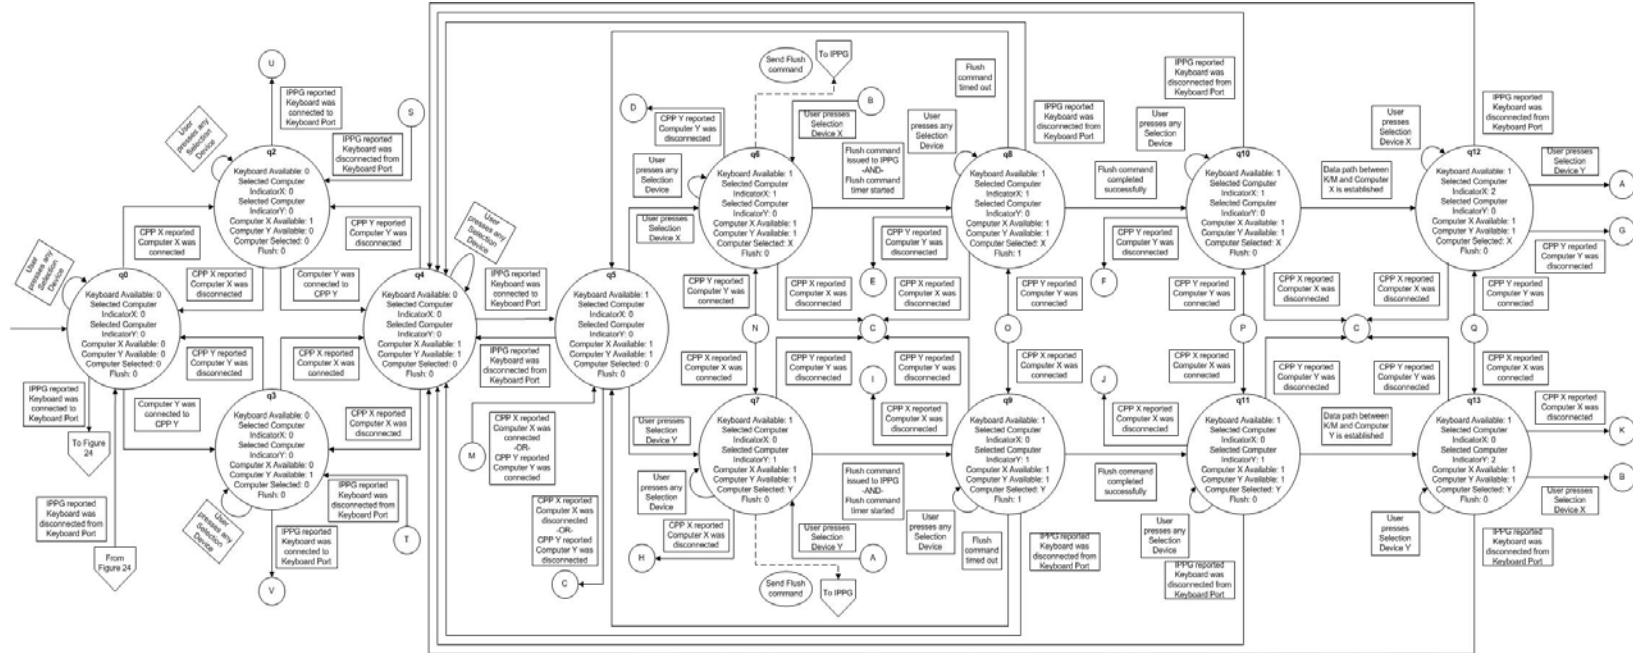 U
IPPG reported
Keyboard was
connected to
Keyboard Port
S
IPPG reported
Keyboard was
disconnected from
Keyboard Port
User
presses any
Selection
Device
q2
Keyboard Available: 0
Selected Computer
IndicatorX: 0
Selected Computer
IndicatorY: 0
Computer X Available: 1
Computer Y Available: 0
Computer Selected: 0
Flush: 0
CPP X reported
Computer X was
connected
CPP X reported
Computer X was
disconnected
Computer Y was
connected to
CPP Y
CPP Y reported
Computer Y was
disconnected
User
presses any
Selection
Device
q0
Keyboard Available: 0
Selected Computer
IndicatorX: 0
Selected Computer
IndicatorY: 0
Computer X Available: 0
Computer Y Available: 0
Computer Selected: 0
Flush: 0
IPPG reported
Keyboard was
connected to
Keyboard Port
To Figure
24
IPPG reported
Keyboard was
disconnected from
Keyboard Port
From
Figure 24
CPP Y reported
Computer Y was
disconnected
Computer Y was
connected to
CPP Y
CPP X reported
Computer X was
connected
CPP X reported
Computer X was
disconnected
q3
Keyboard Available: 0
Selected Computer
IndicatorX: 0
Selected Computer
IndicatorY: 0
Computer X Available: 0
Computer Y Available: 1
Computer Selected: 0
Flush: 0
User
presses any
Selection
Device
IPPG reported
Keyboard was
connected to
Keyboard Port
V
IPPG reported
Keyboard was
disconnected from
Keyboard Port
T
User
presses any
Selection
Device
q4
Keyboard Available: 0
Selected Computer
IndicatorX: 0
Selected Computer
IndicatorY: 0
Computer X Available: 1
Computer Y Available: 1
Computer Selected: 0
Flush: 0
IPPG reported
Keyboard was
connected to
Keyboard Port
IPPG reported
Keyboard was
disconnected from
Keyboard Port
q5
Keyboard Available: 1
Selected Computer
IndicatorX: 0
Selected Computer
IndicatorY: 0
Computer X Available: 1
Computer Y Available: 1
Computer Selected: 0
Flush: 0
M
CPP X reported
Computer X was
connected
-OR-
CPP Y reported
Computer Y was
connected
CPP X reported
Computer X was
disconnected
-OR-
CPP Y reported
Computer Y was
disconnected
C
Send Flush
command
To IPPG
D
CPP Y reported
Computer Y was
disconnected
B
User presses
Selection
Device X
User
presses any
Selection
Device
User presses
Selection
Device X
q6
Keyboard Available: 1
Selected Computer
IndicatorX: 1
Selected Computer
IndicatorY: 0
Computer X Available: 1
Computer Y Available: 1
Computer Selected: X
Flush: 0
Flush command
issued to IPPG
-AND-
Flush command
timer started
CPP Y reported
Computer Y was
connected
CPP X reported
Computer X was
disconnected
N
CPP X reported
Computer X was
connected
CPP Y reported
Computer Y was
disconnected
User presses
Selection
Device Y
q7
Keyboard Available: 1
Selected Computer
IndicatorX: 0
Selected Computer
IndicatorY: 1
Computer X Available: 1
Computer Y Available: 1
Computer Selected: Y
Flush: 0
User
presses any
Selection
Device
CPP X reported
Computer X was
disconnected
H
Flush command
issued to IPPG
-AND-
Flush command
timer started
User presses
Selection
Device Y
A
Send Flush
command
To IPPG
Flush
command
timed out
User
presses any
Selection
Device
IPPG reported
Keyboard was
disconnected from
Keyboard Port
q8
Keyboard Available: 1
Selected Computer
IndicatorX: 1
Selected Computer
IndicatorY: 0
Computer X Available: 1
Computer Y Available: 1
Computer Selected: X
Flush: 1
CPP Y reported
Computer Y was
disconnected
E
CPP X reported
Computer X was
disconnected
CPP Y reported
Computer Y was
connected
C
O
CPP Y reported
Computer Y was
disconnected
CPP X reported
Computer X was
connected
I
CPP X reported
Computer X was
disconnected
q9
Keyboard Available: 1
Selected Computer
IndicatorX: 0
Selected Computer
IndicatorY: 1
Computer X Available: 1
Computer Y Available: 1
Computer Selected: Y
Flush: 1
User
presses any
Selection
Device
Flush
command
timed out
IPPG reported
Keyboard was
disconnected from
Keyboard Port
Flush command
completed
successfully
IPPG reported
Keyboard was
disconnected from
Keyboard Port
User
presses any
Selection
Device
q10
Keyboard Available: 1
Selected Computer
IndicatorX: 1
Selected Computer
IndicatorY: 0
Computer X Available: 1
Computer Y Available: 1
Computer Selected: X
Flush: 0
CPP Y reported
Computer Y was
disconnected
F
CPP Y reported
Computer Y was
connected
CPP X reported
Computer X was
disconnected
P
CPP X reported
Computer X was
connected
CPP Y reported
Computer Y was
disconnected
J
CPP X reported
Computer X was
disconnected
Flush command
completed
successfully
q11
Keyboard Available: 1
Selected Computer
IndicatorX: 0
Selected Computer
IndicatorY: 1
Computer X Available: 1
Computer Y Available: 1
Computer Selected: Y
Flush: 0
User
presses any
Selection
Device
IPPG reported
Keyboard was
disconnected from
Keyboard Port
Data path between
K/M and Computer
X is established
User
presses
Selection
Device X
IPPG reported
Keyboard was
disconnected from
Keyboard Port
q12
Keyboard Available: 1
Selected Computer
IndicatorX: 2
Selected Computer
IndicatorY: 0
Computer X Available: 1
Computer Y Available: 1
Computer Selected: X
Flush: 0
User presses
Selection
Device Y
A
G
CPP Y reported
Computer Y was
disconnected
CPP X reported
Computer X was
disconnected
CPP Y reported
Computer Y was
connected
C
Q
CPP Y reported
Computer Y was
disconnected
CPP X reported
Computer X was
connected
Data path between
K/M and Computer
Y is established
q13
Keyboard Available: 1
Selected Computer
IndicatorX: 0
Selected Computer
IndicatorY: 2
Computer X Available: 1
Computer Y Available: 1
Computer Selected: Y
Flush: 0
CPP X reported
Computer X was
disconnected
K
B
User presses
Selection
Device X
User
presses
Selection
Device Y
IPPG reported
Keyboard was
disconnected from
Keyboard Port